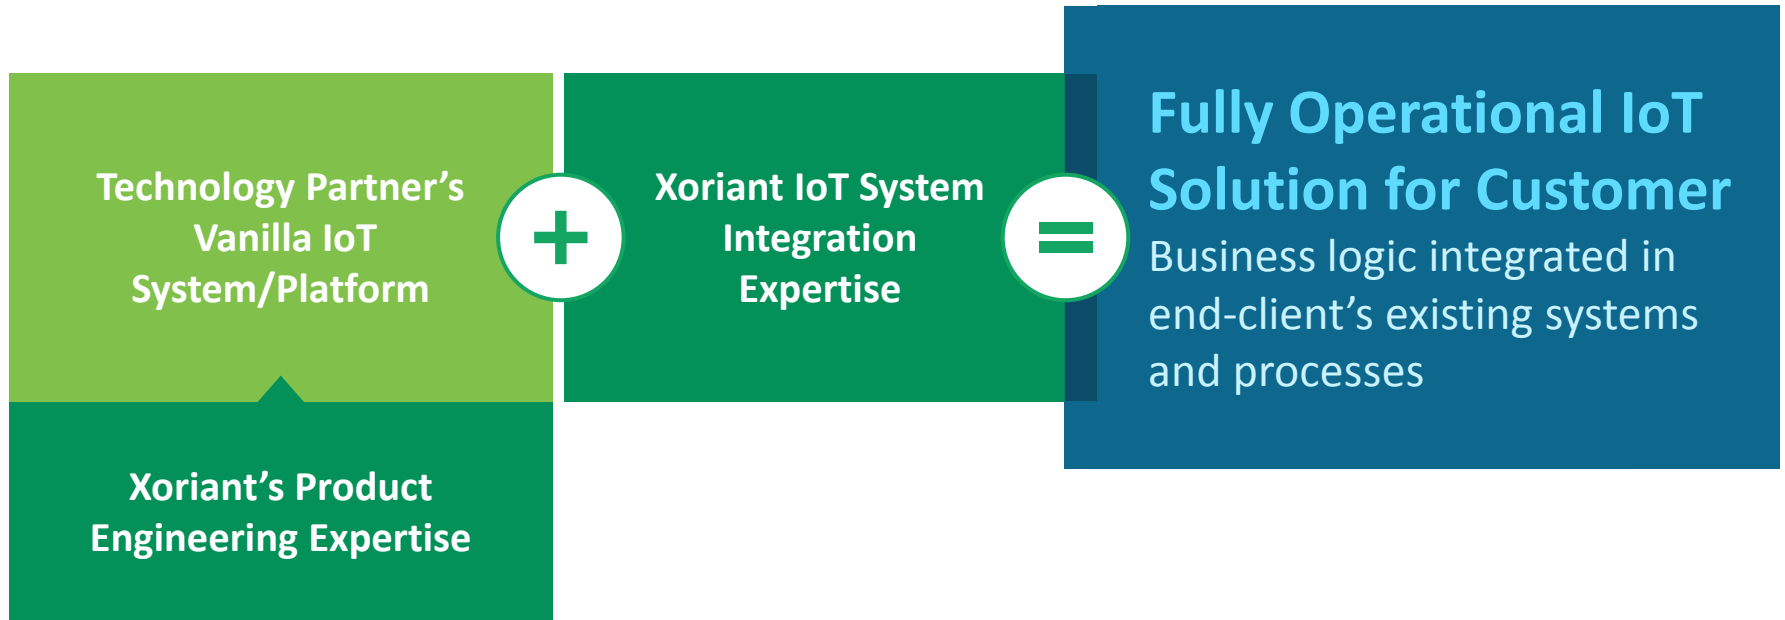 Technology Partner’s
Vanilla IoT
System/Platform
+
Xoriant IoT System
Integration
Expertise
=
Fully Operational IoT
Solution for Customer
Business logic integrated in
end-client’s existing systems
and processes
Xoriant’s Product
Engineering Expertise